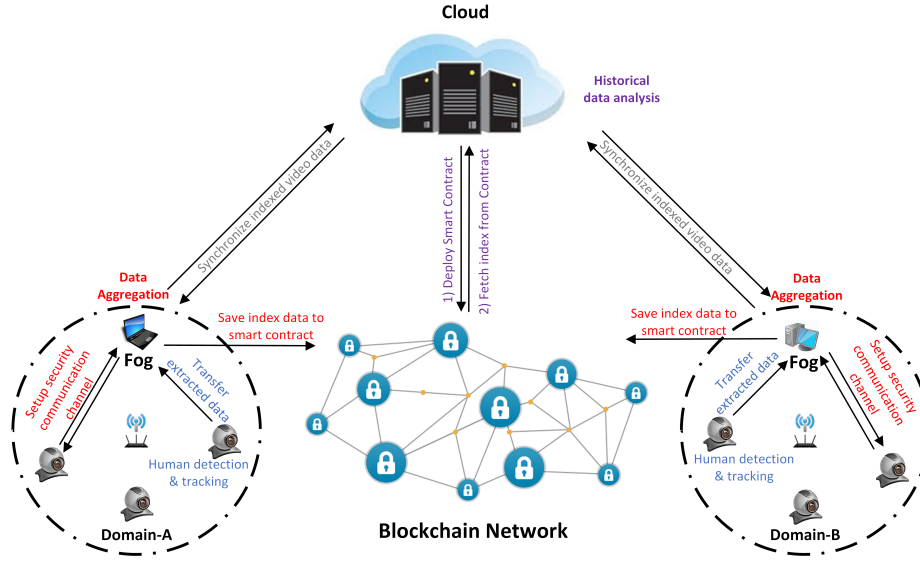 Cloud
Historical
data analysis
Synchronize indexed video data
1) Deploy Smart Contract
2) Fetch index from Contract
Synchronize indexed video data
Data
Aggregation
Fog
Setup security
communication
channel
Transfer
extracted data
Human detection
& tracking
Domain-A
Save index data to
smart contract
Blockchain Network
Save index data to
smart contract
Data
Aggregation
Fog
Transfer
extracted data
Setup security
communication
channel
Human detection
& tracking
Domain-B